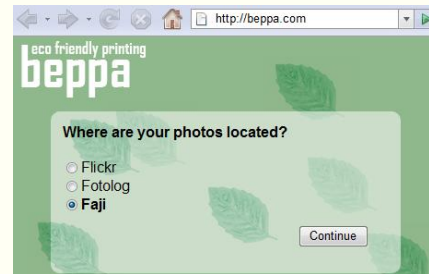 http://beppa.com
eco friendly printing
beppa
Where are your photos located?
Flickr
Fotolog
Faji
Continue